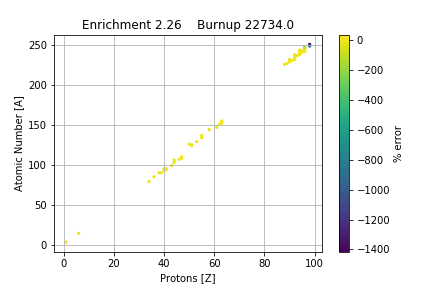 Enrichment 2.26    Burnup 22734.0
250
200
150
100
50
0
Atomic Number [A]
0 20 40 60 80 100
Protons [Z]
0
−200
−400
−600
−800
−1000
−1200
−1400
% error